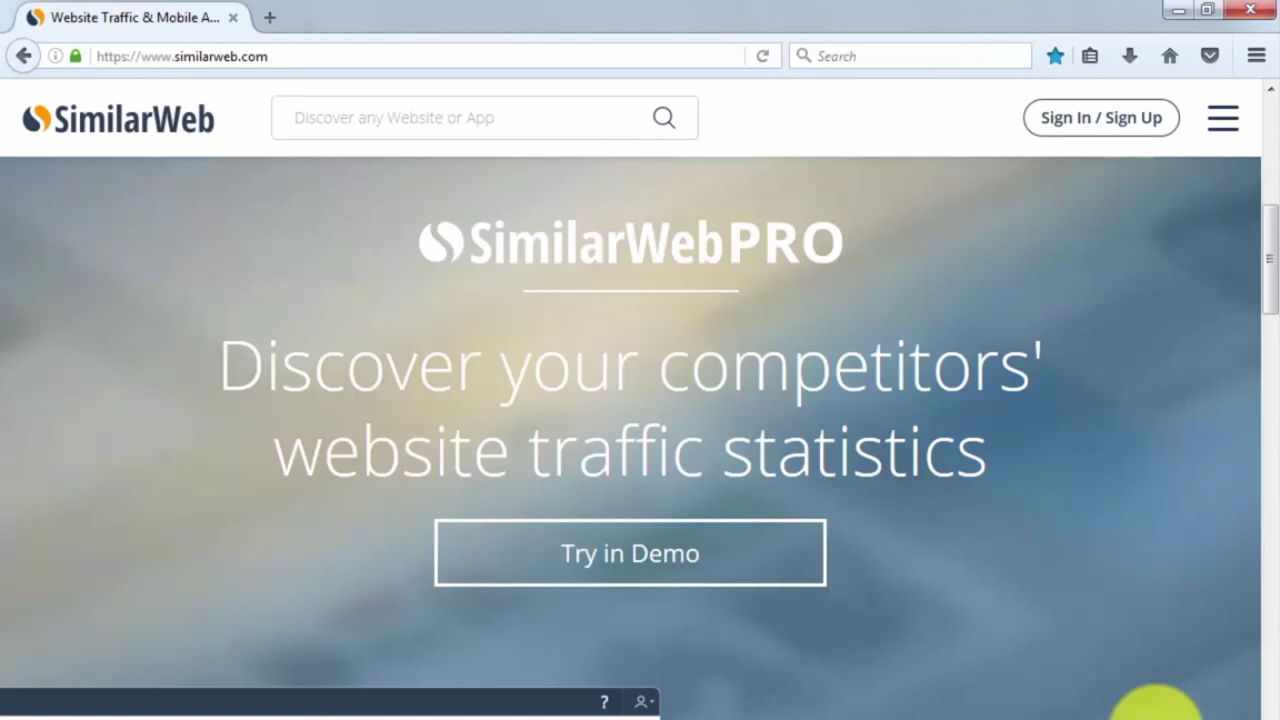 Website Traffic & Mobile A...
https://www.similarweb.com
Search
SimilarWeb
Discover any Website or App
Sign In / Sign Up
SimilarWebPRO
Discover your competitors'
website traffic statistics
Try in Demo
?